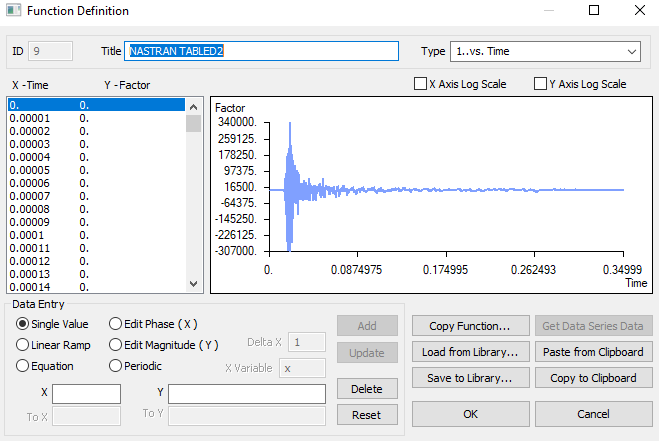 Function Definition
ID 9 Title NASTRAN TABLED2 Type 1..vs. Time
X -Time Y -Factor X Axis Log Scale Y Axis Log Scale
0. 0.
0.00001 0.
0.00002 0.
0.00003 0.
0.00004 0.
0.00005 0.
0.00006 0.
0.00007 0.
0.00008 0.
0.00009 0.
0.0001 0.
0.00011 0.
0.00012 0.
0.00013 0.
0.00014 0.
Factor
340000.
259125.
178250.
97375.
16500.
-64375.
-145250.
-226125.
-307000.
0. 0.0874975 0.174995 0.262493 0.34999
Time
Data Entry
Single Value Edit Phase ( X ) Add
Linear Ramp Edit Magnitude ( Y ) Delta X 1 Update
Equation Periodic X Variable x
X Y Delete
To X To Y Reset
Copy Function... Get Data Series Data
Load from Library... Paste from Clipboard
Save to Library... Copy to Clipboard
OK Cancel